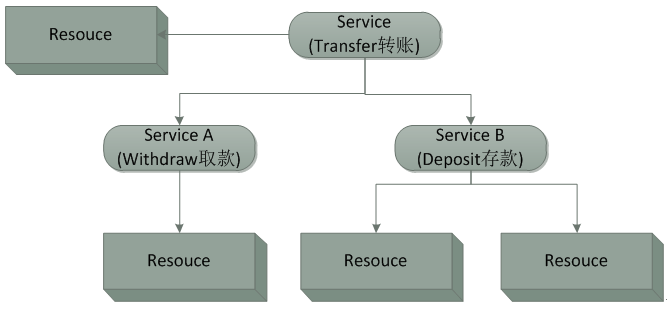 Resouce
Service
(Transfer转账)
Service A
(Withdraw取款)
Service B
(Deposit存款)
Resouce
Resouce
Resouce